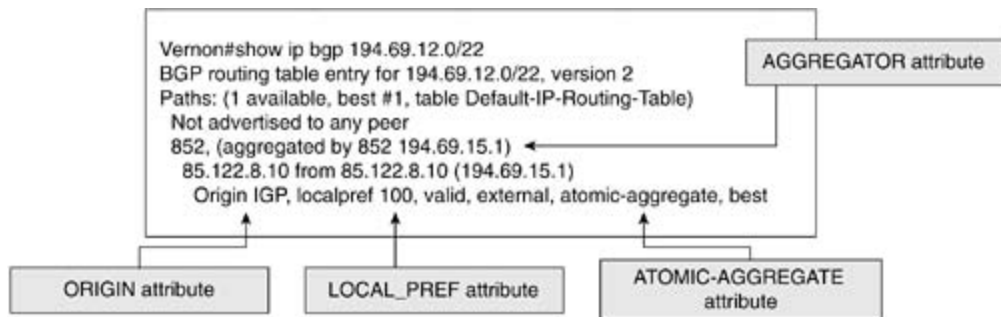 Vernon#show ip bgp 194.69.12.0/22
BGP routing table entry for 194.69.12.0/22, version 2
Paths: (1 available, best #1, table Default-IP-Routing-Table)
Not advertised to any peer
852, (aggregated by 852 194.69.15.1)
85.122.8.10 from 85.122.8.10 (194.69.15.1)
Origin IGP, localpref 100, valid, external, atomic-aggregate, best
AGGREGATOR attribute
ORIGIN attribute
LOCAL_PREF attribute
ATOMIC-AGGREGATE
attribute